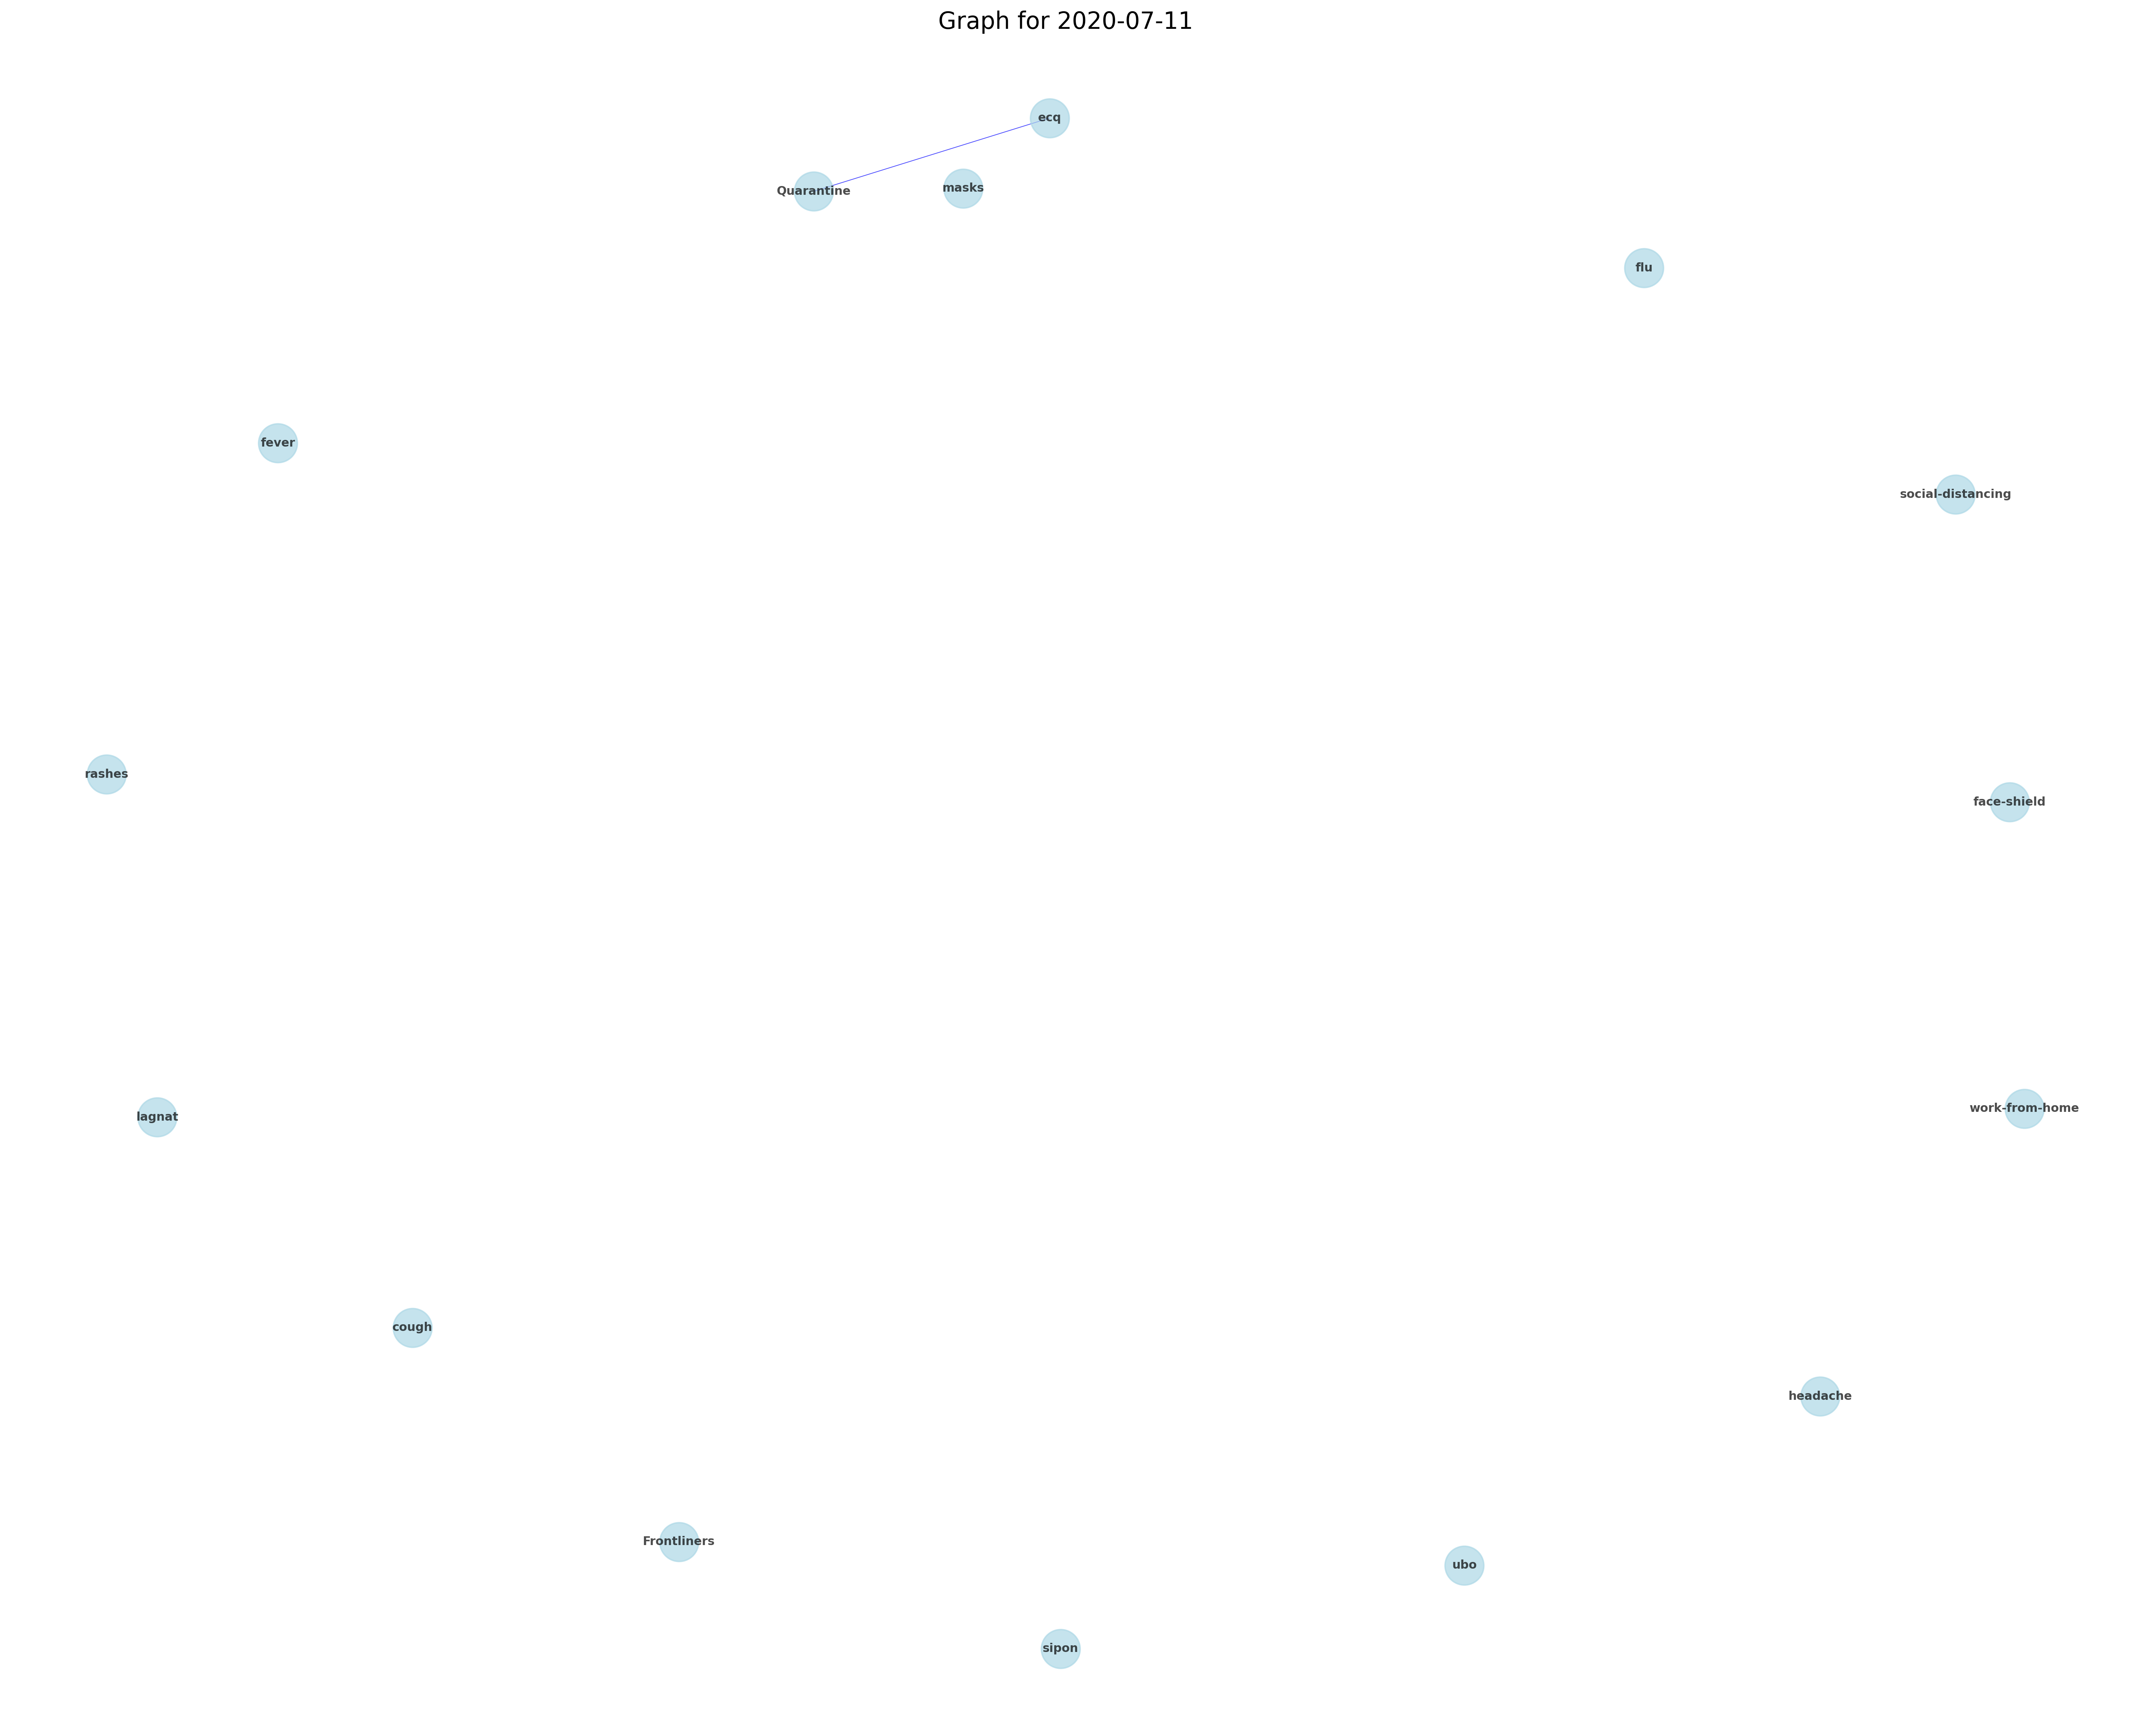 Graph for 2020-07-11
ecq
Quarantine
masks
flu
fever
social-distancing
rashes
face-shield
lagnat
work-from-home
cough
headache
Frontliners
ubo
sipon